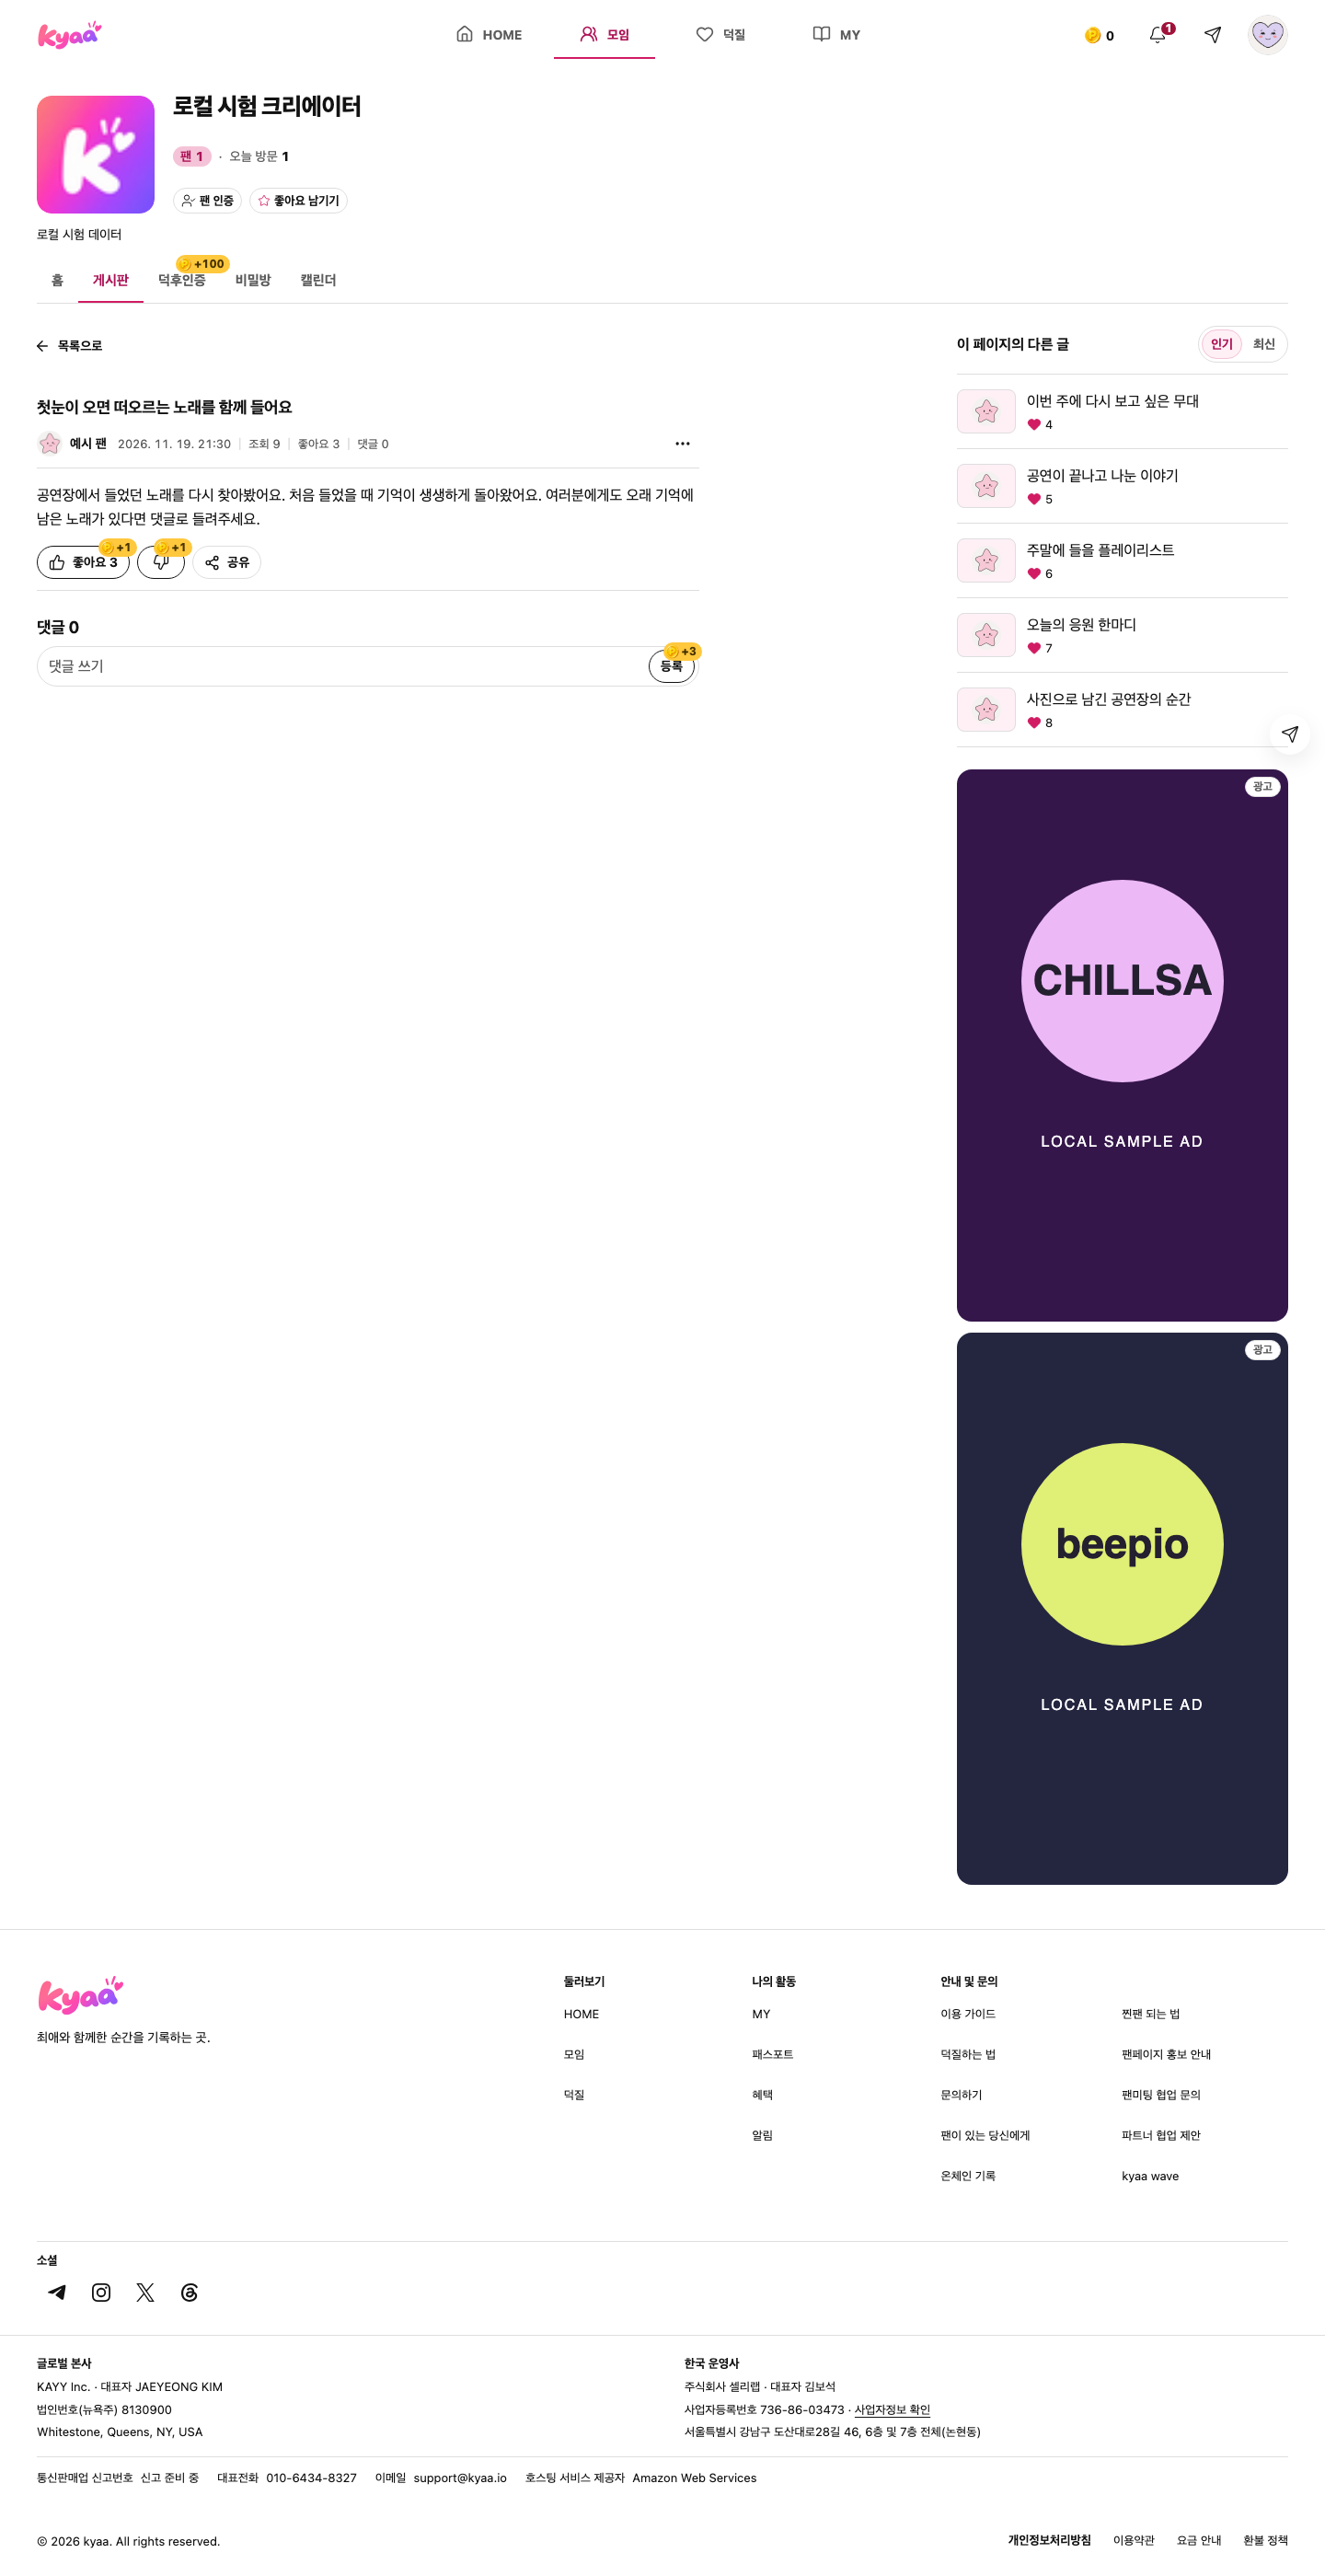 kyaa
HOME
모임
덕질
MY
0
1
로컬 시험 크리에이터
팬 1 · 오늘 방문 1
팬 인증
좋아요 남기기
로컬 시험 데이터
홈
게시판
덕후인증
+100
비밀방
캘린더
목록으로
첫눈이 오면 떠오르는 노래를 함께 들어요
예시 팬 2026. 11. 19. 21:30 | 조회 9 | 좋아요 3 | 댓글 0
공연장에서 들었던 노래를 다시 찾아봤어요. 처음 들었을 때 기억이 생생하게 돌아왔어요. 여러분에게도 오래 기억에
남은 노래가 있다면 댓글로 들려주세요.
좋아요 3
+1
+1
공유
댓글 0
댓글 쓰기
등록
+3
이 페이지의 다른 글
인기
최신
이번 주에 다시 보고 싶은 무대
4
공연이 끝나고 나눈 이야기
5
주말에 들을 플레이리스트
6
오늘의 응원 한마디
7
사진으로 남긴 공연장의 순간
8
광고
CHILLSA
LOCAL SAMPLE AD
광고
beepio
LOCAL SAMPLE AD
kyaa
최애와 함께한 순간을 기록하는 곳.
둘러보기
HOME
모임
덕질
나의 활동
MY
패스포트
혜택
알림
안내 및 문의
이용 가이드
덕질하는 법
문의하기
팬이 있는 당신에게
온체인 기록
찐팬 되는 법
팬페이지 홍보 안내
팬미팅 협업 문의
파트너 협업 제안
kyaa wave
소셜
글로벌 본사
KAYY Inc. · 대표자 JAEYEONG KIM
법인번호(뉴욕주) 8130900
Whitestone, Queens, NY, USA
한국 운영사
주식회사 셀리랩 · 대표자 김보석
사업자등록번호 736-86-03473 · 사업자정보 확인
서울특별시 강남구 도산대로28길 46, 6층 및 7층 전체(논현동)
통신판매업 신고번호 신고 준비 중 대표전화 010-6434-8327 이메일 support@kyaa.io 호스팅 서비스 제공자 Amazon Web Services
© 2026 kyaa. All rights reserved.
개인정보처리방침 이용약관 요금 안내 환불 정책